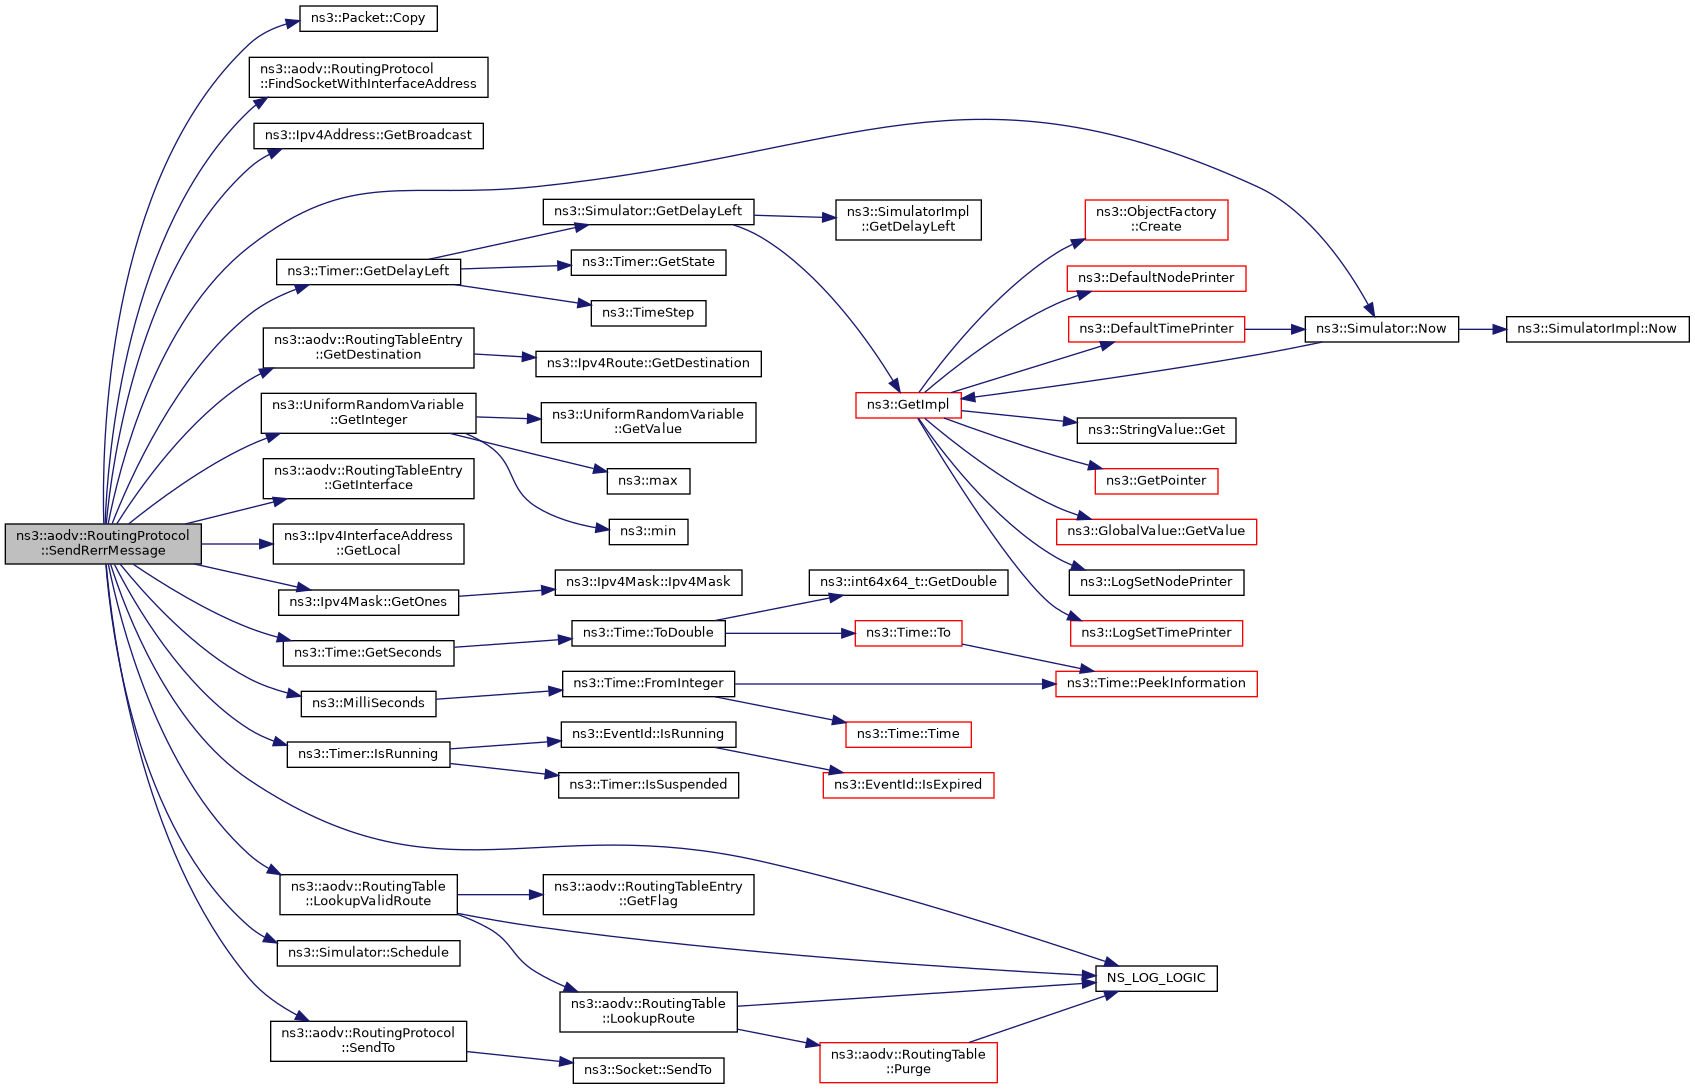 ns3::Packet::Copy
ns3::aodv::RoutingProtocol
::FindSocketWithInterfaceAddress
ns3::Ipv4Address::GetBroadcast
ns3::Simulator::GetDelayLeft
ns3::SimulatorImpl
::GetDelayLeft
ns3::ObjectFactory
::Create
ns3::Timer::GetDelayLeft
ns3::Timer::GetState
ns3::DefaultNodePrinter
ns3::TimeStep
ns3::DefaultTimePrinter
ns3::Simulator::Now
ns3::SimulatorImpl::Now
ns3::aodv::RoutingTableEntry
::GetDestination
ns3::Ipv4Route::GetDestination
ns3::UniformRandomVariable
::GetInteger
ns3::UniformRandomVariable
::GetValue
ns3::GetImpl
ns3::StringValue::Get
ns3::aodv::RoutingTableEntry
::GetInterface
ns3::max
ns3::GetPointer
ns3::min
ns3::GlobalValue::GetValue
ns3::aodv::RoutingProtocol
::SendRerrMessage
ns3::Ipv4InterfaceAddress
::GetLocal
ns3::Ipv4Mask::Ipv4Mask
ns3::int64x64_t::GetDouble
ns3::LogSetNodePrinter
ns3::Ipv4Mask::GetOnes
ns3::Time::ToDouble
ns3::Time::To
ns3::LogSetTimePrinter
ns3::Time::GetSeconds
ns3::Time::FromInteger
ns3::Time::PeekInformation
ns3::MilliSeconds
ns3::EventId::IsRunning
ns3::Time::Time
ns3::Timer::IsRunning
ns3::Timer::IsSuspended
ns3::EventId::IsExpired
ns3::aodv::RoutingTable
::LookupValidRoute
ns3::aodv::RoutingTableEntry
::GetFlag
ns3::Simulator::Schedule
NS_LOG_LOGIC
ns3::aodv::RoutingTable
::LookupRoute
ns3::aodv::RoutingProtocol
::SendTo
ns3::Socket::SendTo
ns3::aodv::RoutingTable
::Purge